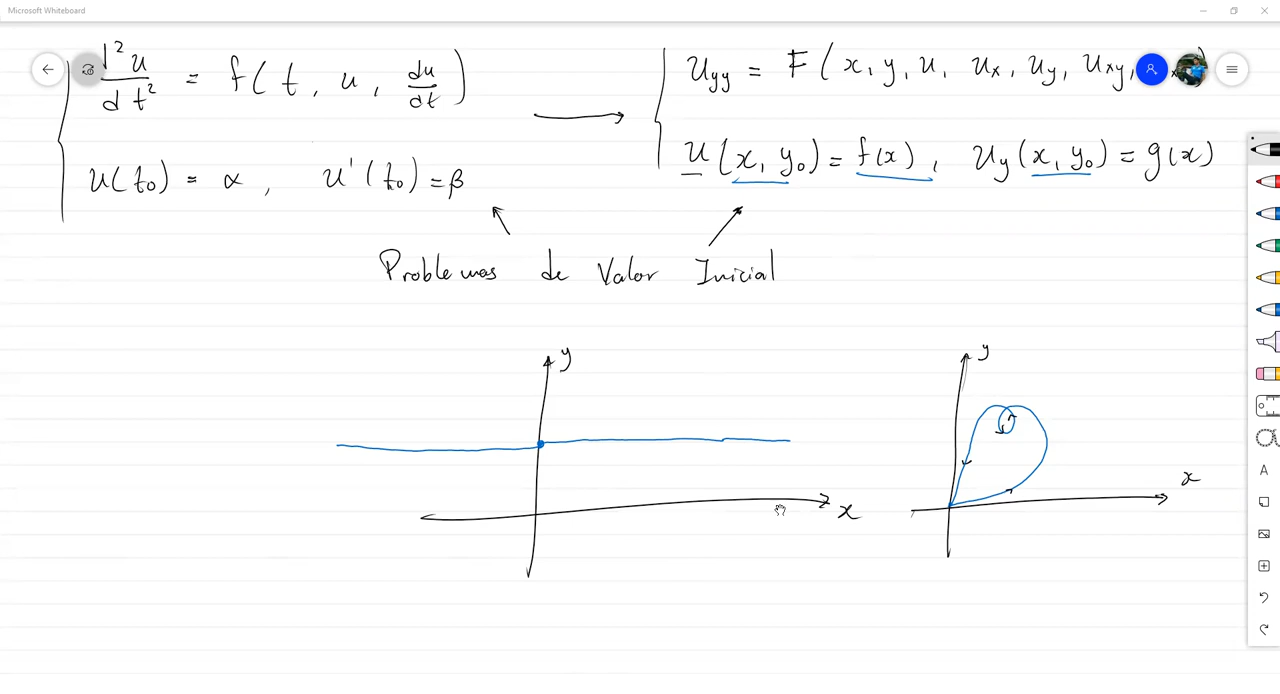 Microsoft Whiteboard
d²u/dt² = f(t, u, du/dt)
u(t₀) = α, u'(t₀) = β
u_yy = F(x, y, u, u_x, u_y, u_xy,
u(x, y₀) = f(x), u_y(x, y₀) = g(x)
Problemas de Valor Inicial
y
x
y
x
A